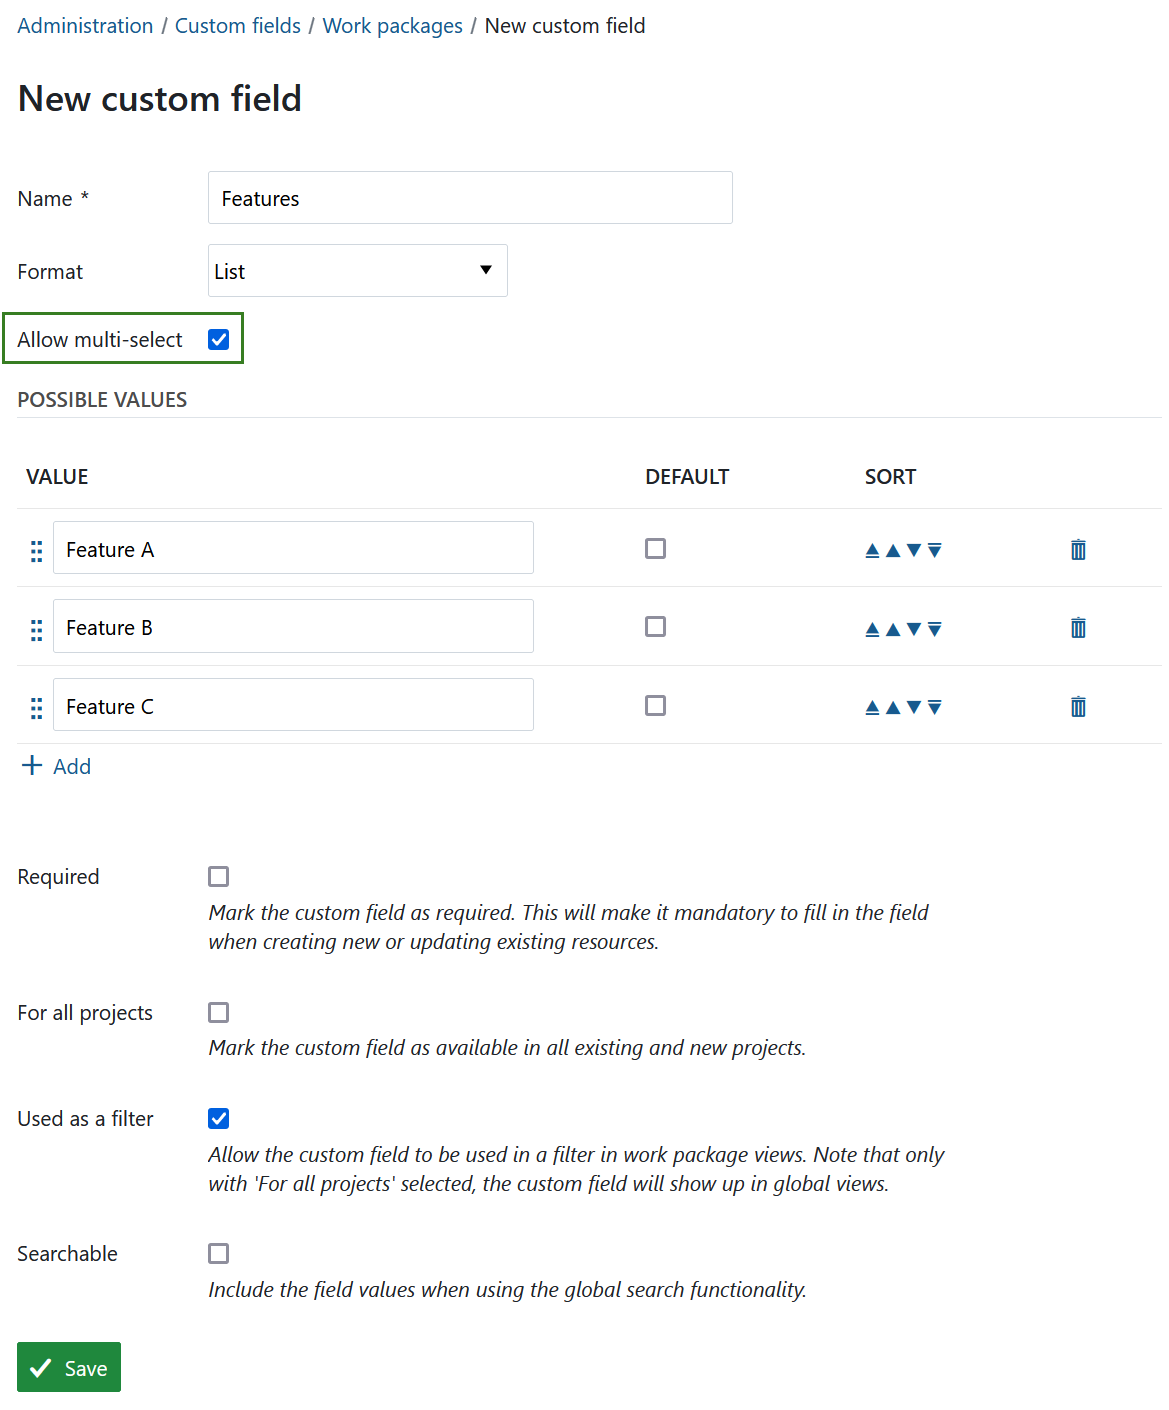 Administration / Custom fields / Work packages / New custom field
New custom field
Name * Features
Format List
Allow multi-select
POSSIBLE VALUES
VALUE DEFAULT SORT
Feature A
Feature B
Feature C
Add
Required
Mark the custom field as required. This will make it mandatory to fill in the field
when creating new or updating existing resources.
For all projects
Mark the custom field as available in all existing and new projects.
Used as a filter
Allow the custom field to be used in a filter in work package views. Note that only
with 'For all projects' selected, the custom field will show up in global views.
Searchable
Include the field values when using the global search functionality.
Save